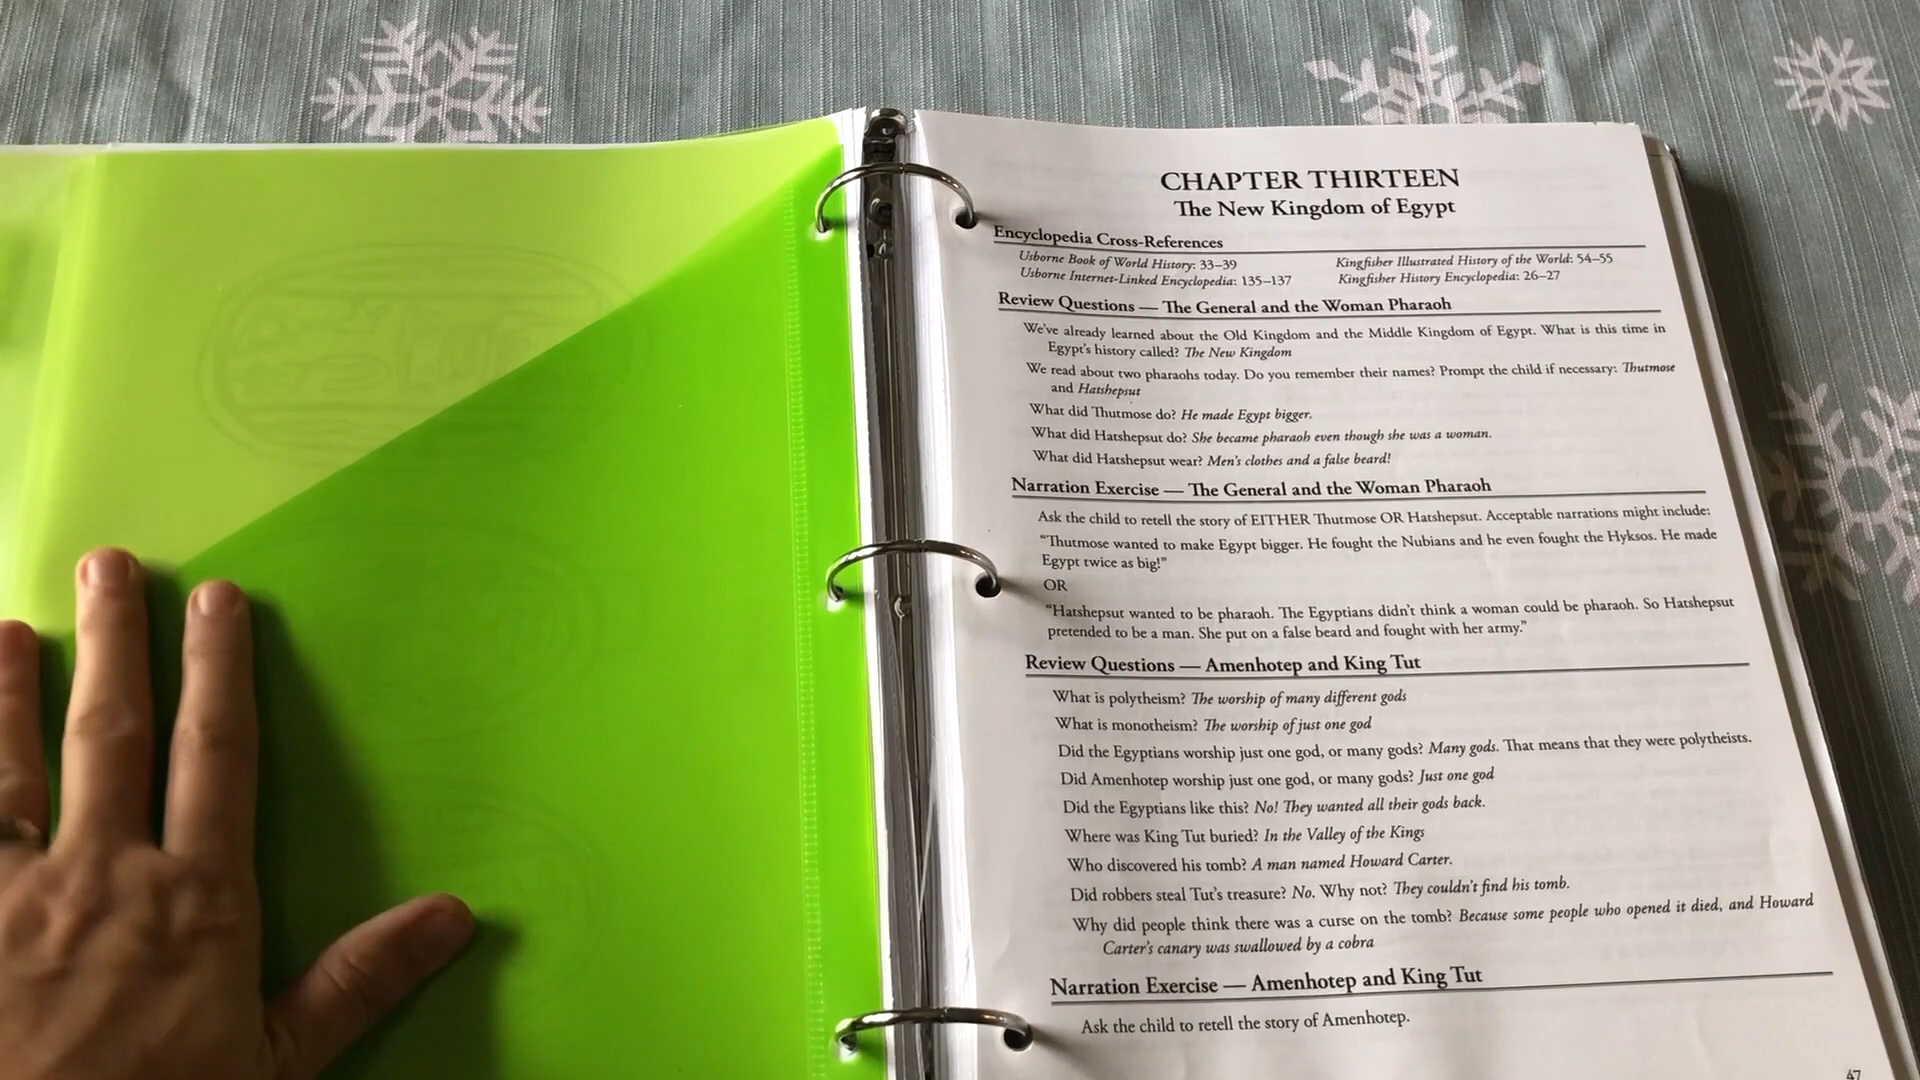 CHAPTER THIRTEEN
The New Kingdom of Egypt
Encyclopedia Cross-References
Usborne Book of World History: 33–39
Kingfisher Illustrated History of the World: 54–55
Usborne Internet-Linked Encyclopedia: 135–137
Kingfisher History Encyclopedia: 26–27
Review Questions — The General and the Woman Pharaoh
We've already learned about the Old Kingdom and the Middle Kingdom of Egypt. What is this time in
Egypt's history called? The New Kingdom
We read about two pharaohs today. Do you remember their names? Prompt the child if necessary: Thutmose
and Hatshepsut
What did Thutmose do? He made Egypt bigger.
What did Hatshepsut do? She became pharaoh even though she was a woman.
What did Hatshepsut wear? Men's clothes and a false beard!
Narration Exercise — The General and the Woman Pharaoh
Ask the child to retell the story of EITHER Thutmose OR Hatshepsut. Acceptable narrations might include:
“Thutmose wanted to make Egypt bigger. He fought the Nubians and he even fought the Hyksos. He made
Egypt twice as big!”
OR
“Hatshepsut wanted to be pharaoh. The Egyptians didn't think a woman could be pharaoh. So Hatshepsut
pretended to be a man. She put on a false beard and fought with her army.”
Review Questions — Amenhotep and King Tut
What is polytheism? The worship of many different gods
What is monotheism? The worship of just one god
Did the Egyptians worship just one god, or many gods? Many gods. That means that they were polytheists.
Did Amenhotep worship just one god, or many gods? Just one god
Did the Egyptians like this? No! They wanted all their gods back.
Where was King Tut buried? In the Valley of the Kings
Who discovered his tomb? A man named Howard Carter.
Did robbers steal Tut's treasure? No. Why not? They couldn't find his tomb.
Why did people think there was a curse on the tomb? Because some people who opened it died, and Howard
Carter's canary was swallowed by a cobra
Narration Exercise — Amenhotep and King Tut
Ask the child to retell the story of Amenhotep.
47